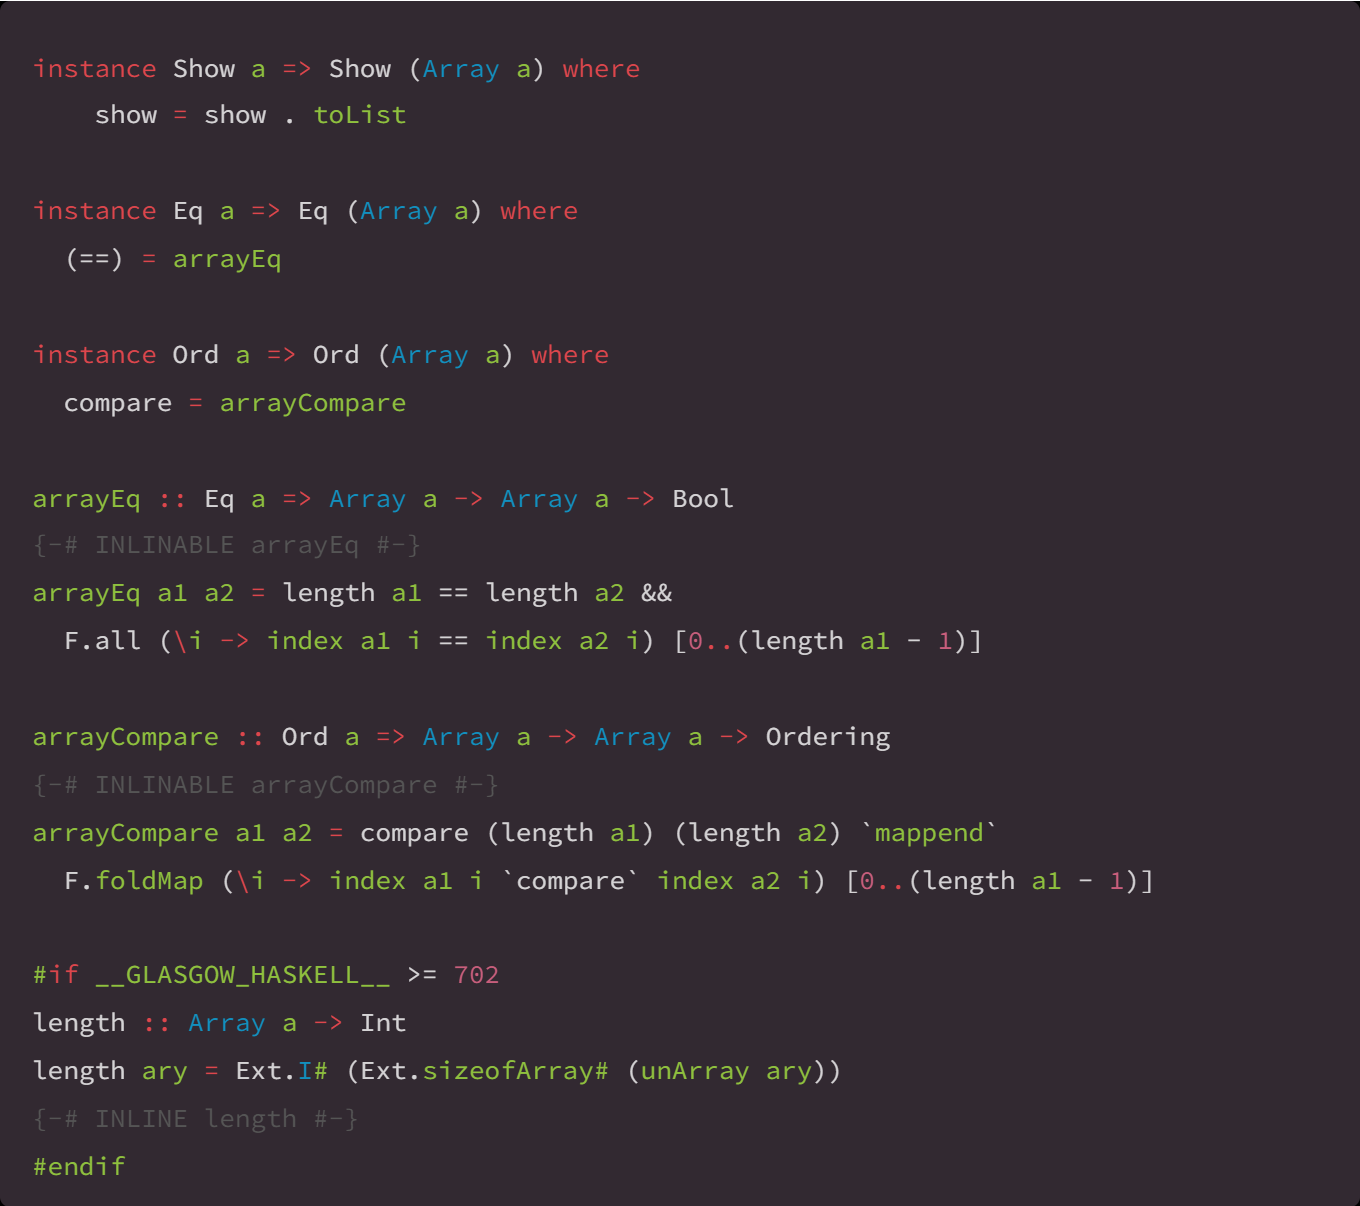 instance Show a => Show (Array a) where
    show = show . toList
instance Eq a => Eq (Array a) where
  (==) = arrayEq
instance Ord a => Ord (Array a) where
  compare = arrayCompare
arrayEq :: Eq a => Array a -> Array a -> Bool
{-# INLINABLE arrayEq #-}
arrayEq a1 a2 = length a1 == length a2 &&
  F.all (\i -> index a1 i == index a2 i) [0..(length a1 - 1)]
arrayCompare :: Ord a => Array a -> Array a -> Ordering
{-# INLINABLE arrayCompare #-}
arrayCompare a1 a2 = compare (length a1) (length a2) `mappend`
  F.foldMap (\i -> index a1 i `compare` index a2 i) [0..(length a1 - 1)]
#if __GLASGOW_HASKELL__ >= 702
length :: Array a -> Int
length ary = Ext.I# (Ext.sizeofArray# (unArray ary))
{-# INLINE length #-}
#endif